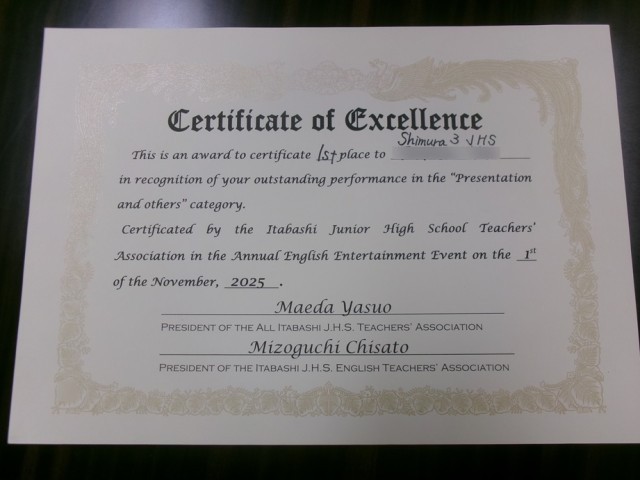 Certificate of Excellence
Shimura 3 JHS
This is an award to certificate 1st place to
in recognition of your outstanding performance in the "Presentation
and others" category.
Certificated by the Itabashi Junior High School Teachers'
Association in the Annual English Entertainment Event on the 1st
of the November, 2025 .
Maeda Yasuo
PRESIDENT OF THE ALL ITABASHI J.H.S. TEACHERS' ASSOCIATION
Mizoguchi Chisato
PRESIDENT OF THE ITABASHI J.H.S. ENGLISH TEACHERS' ASSOCIATION